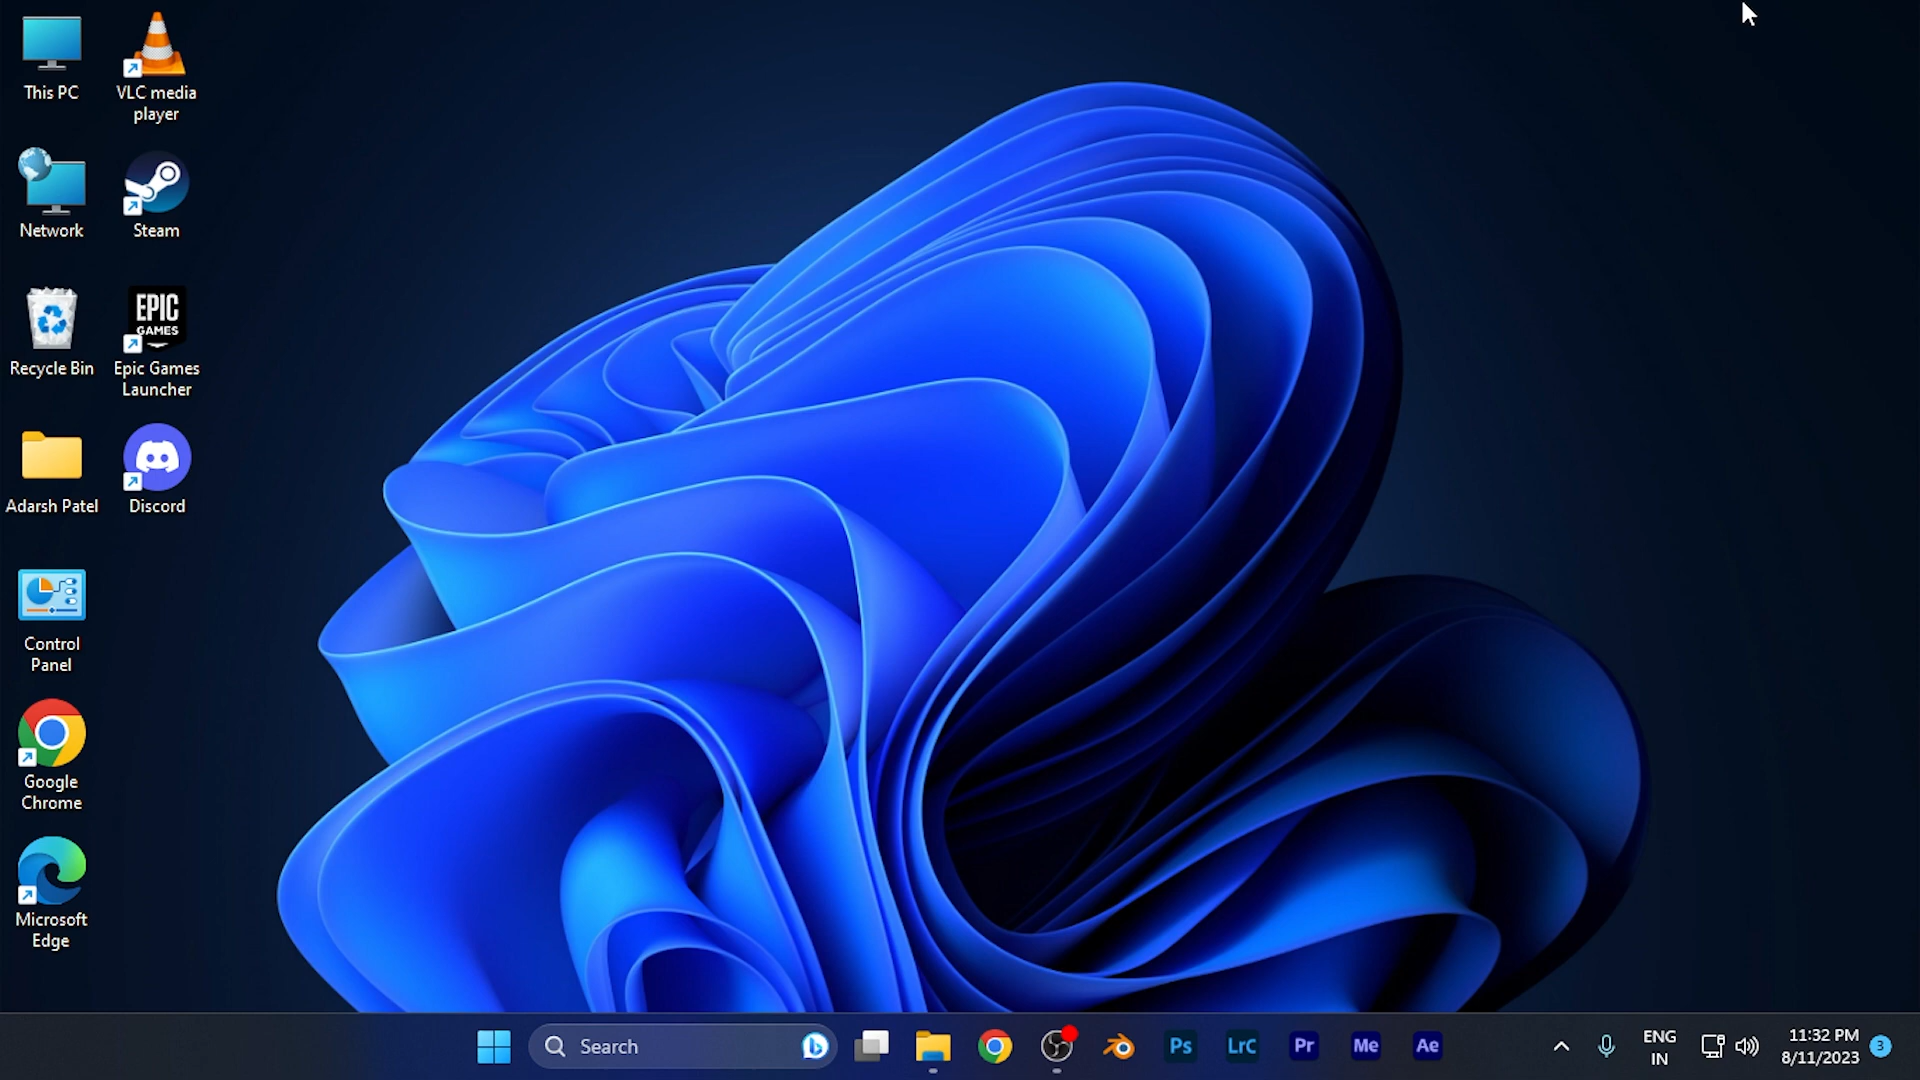 This PC
VLC media
player
Network
Steam
Recycle Bin
EPIC
GAMES
Epic Games
Launcher
Adarsh Patel
Discord
Control
Panel
Google
Chrome
Microsoft
Edge
Search
Ps
LrC
Pr
Me
Ae
ENG
IN
11:32 PM
8/11/2023
3